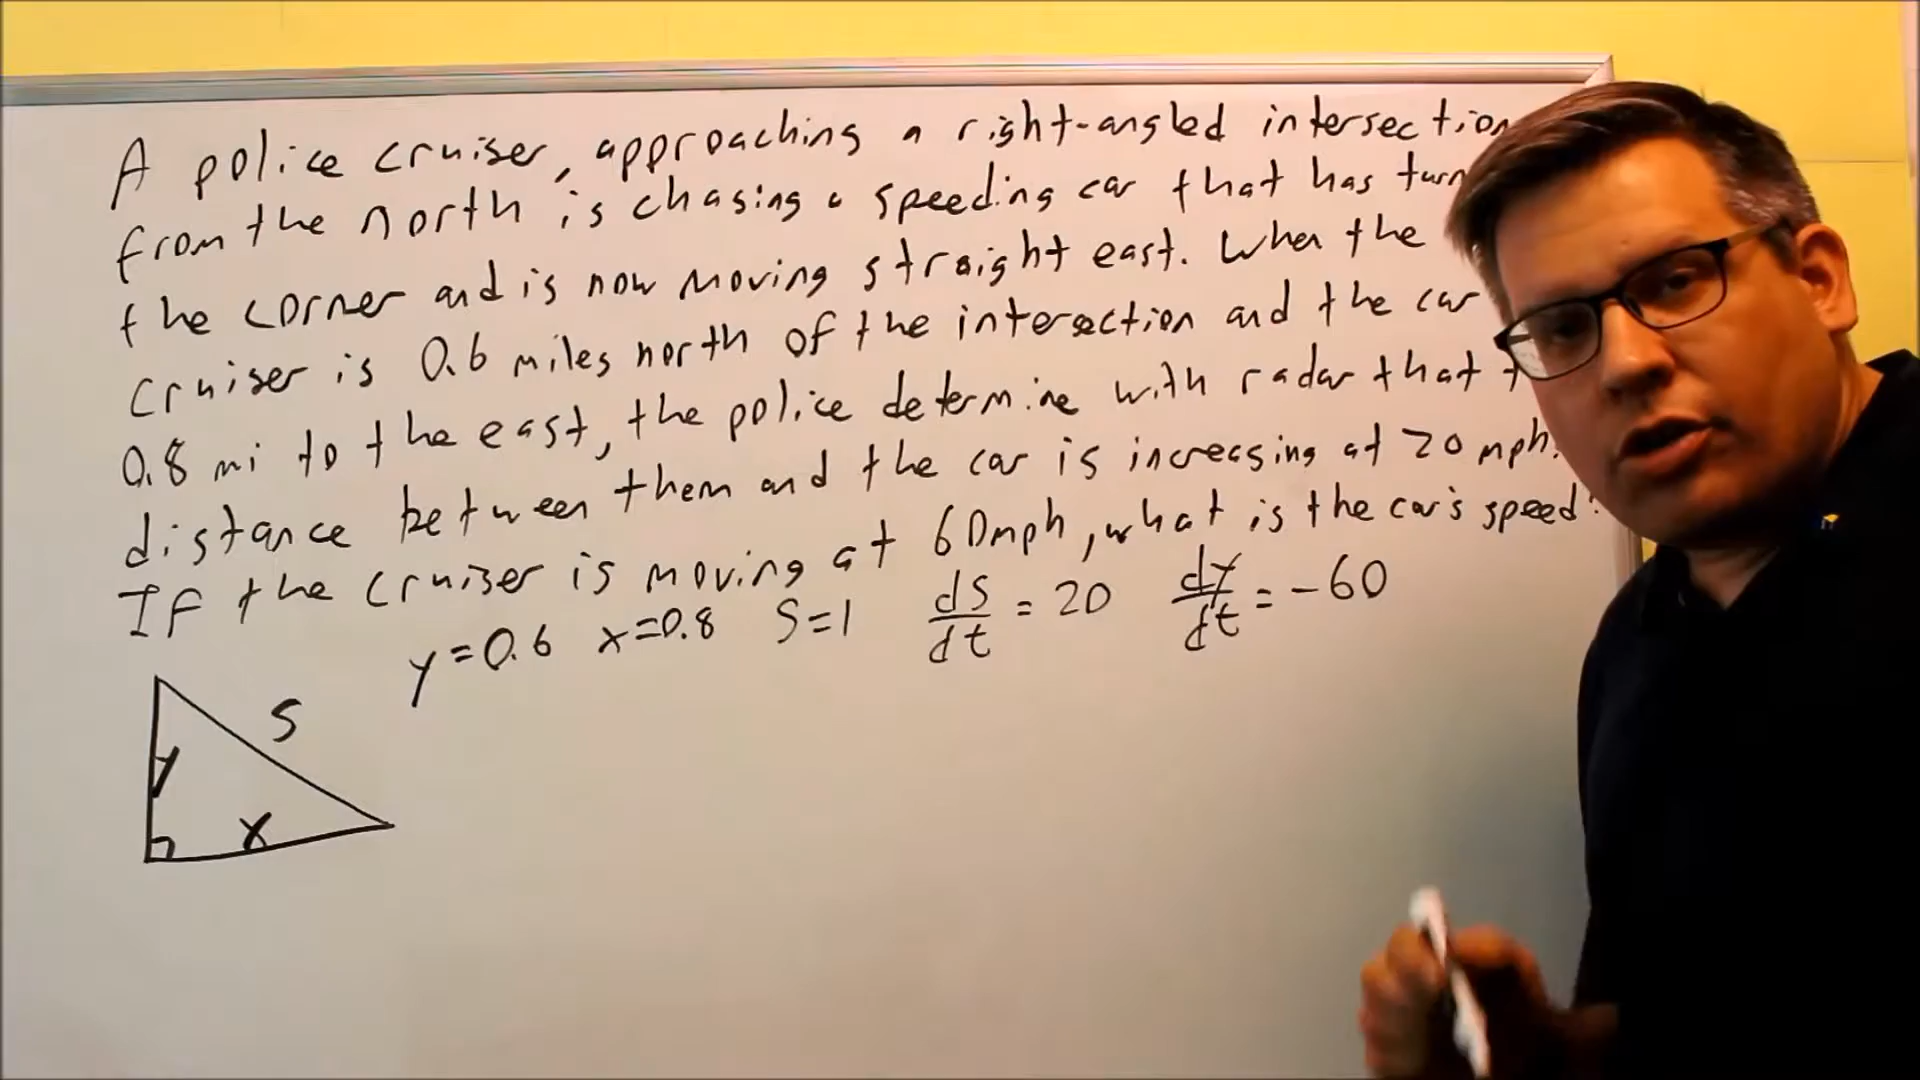 A police cruiser, approaching a right-angled intersection
from the north is chasing a speeding car that has
the corner and is now moving straight east. When the
cruiser is 0.6 miles north of the intersection and the car
0.8 mi to the east, the police determine with radar that
distance between them and the car is increasing at 20 mph.
If the cruiser is moving at 60mph, what is the car's speed?
y=0.6 x=0.8 S=1 dS/dt = 20 dy/dt = -60
S
y
x